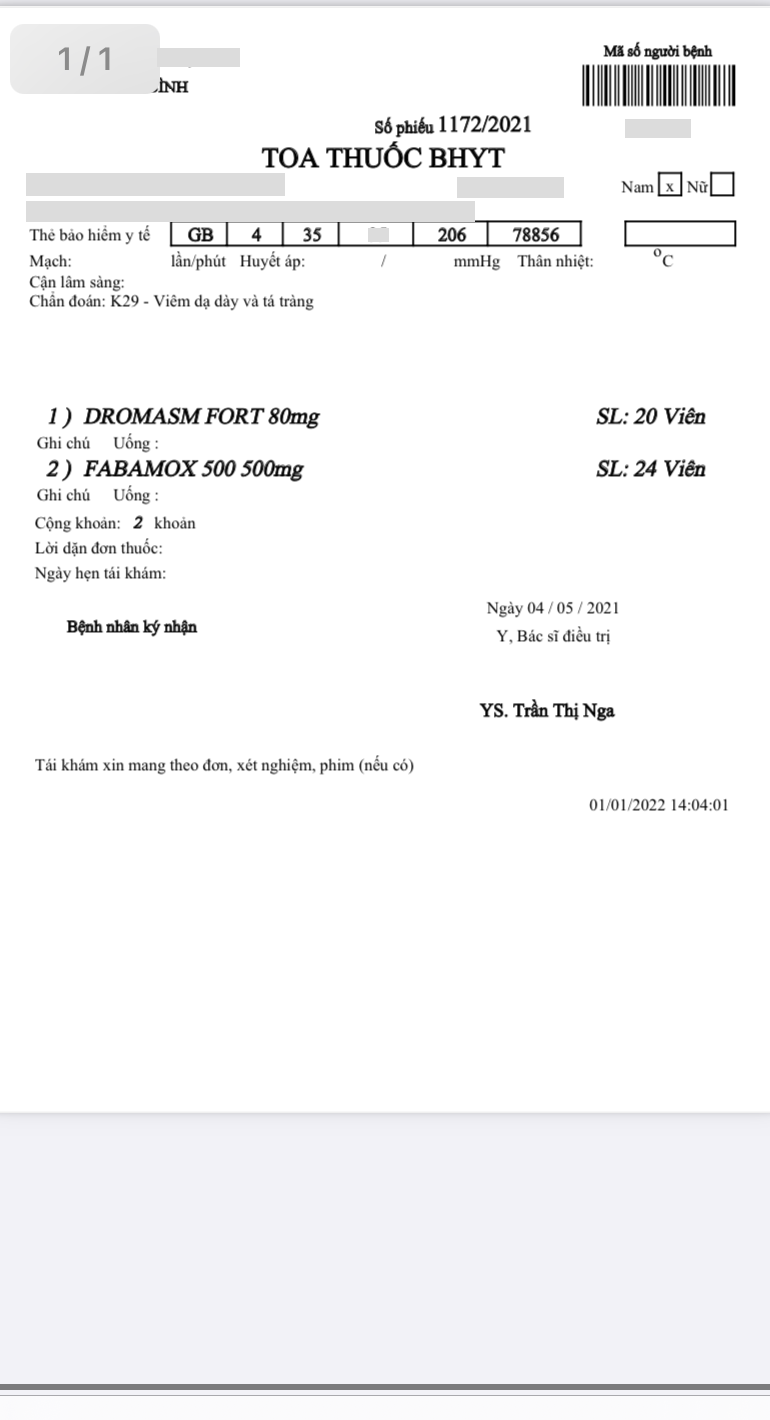 1/1
Mã số người bệnh
ÌNH
Số phiếu 1172/2021
TOA THUỐC BHYT
Nam x Nữ
Thẻ bảo hiểm y tế GB 4 35 206 78856
Mạch: lần/phút Huyết áp: / mmHg Thân nhiệt: °C
Cận lâm sàng:
Chẩn đoán: K29 - Viêm dạ dày và tá tràng
1 ) DROMASM FORT 80mg SL: 20 Viên
Ghi chú Uống :
2 ) FABAMOX 500 500mg SL: 24 Viên
Ghi chú Uống :
Cộng khoản: 2 khoản
Lời dặn đơn thuốc:
Ngày hẹn tái khám:
Ngày 04 / 05 / 2021
Bệnh nhân ký nhận
Y, Bác sĩ điều trị
YS. Trần Thị Nga
Tái khám xin mang theo đơn, xét nghiệm, phim (nếu có)
01/01/2022 14:04:01